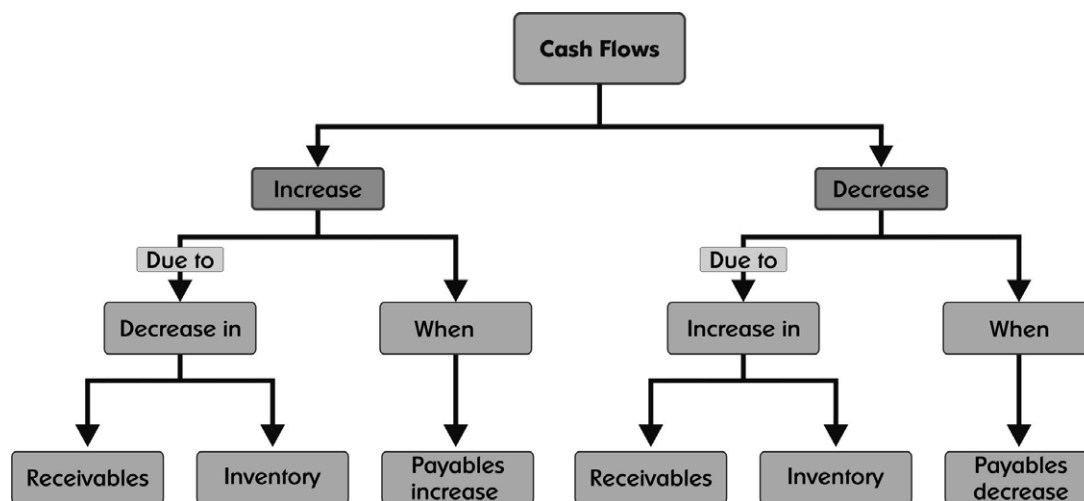 Cash Flows
Increase
Decrease
Due to
Due to
Decrease in
When
Increase in
When
Receivables
Inventory
Payables
increase
Receivables
Inventory
Payables
decrease